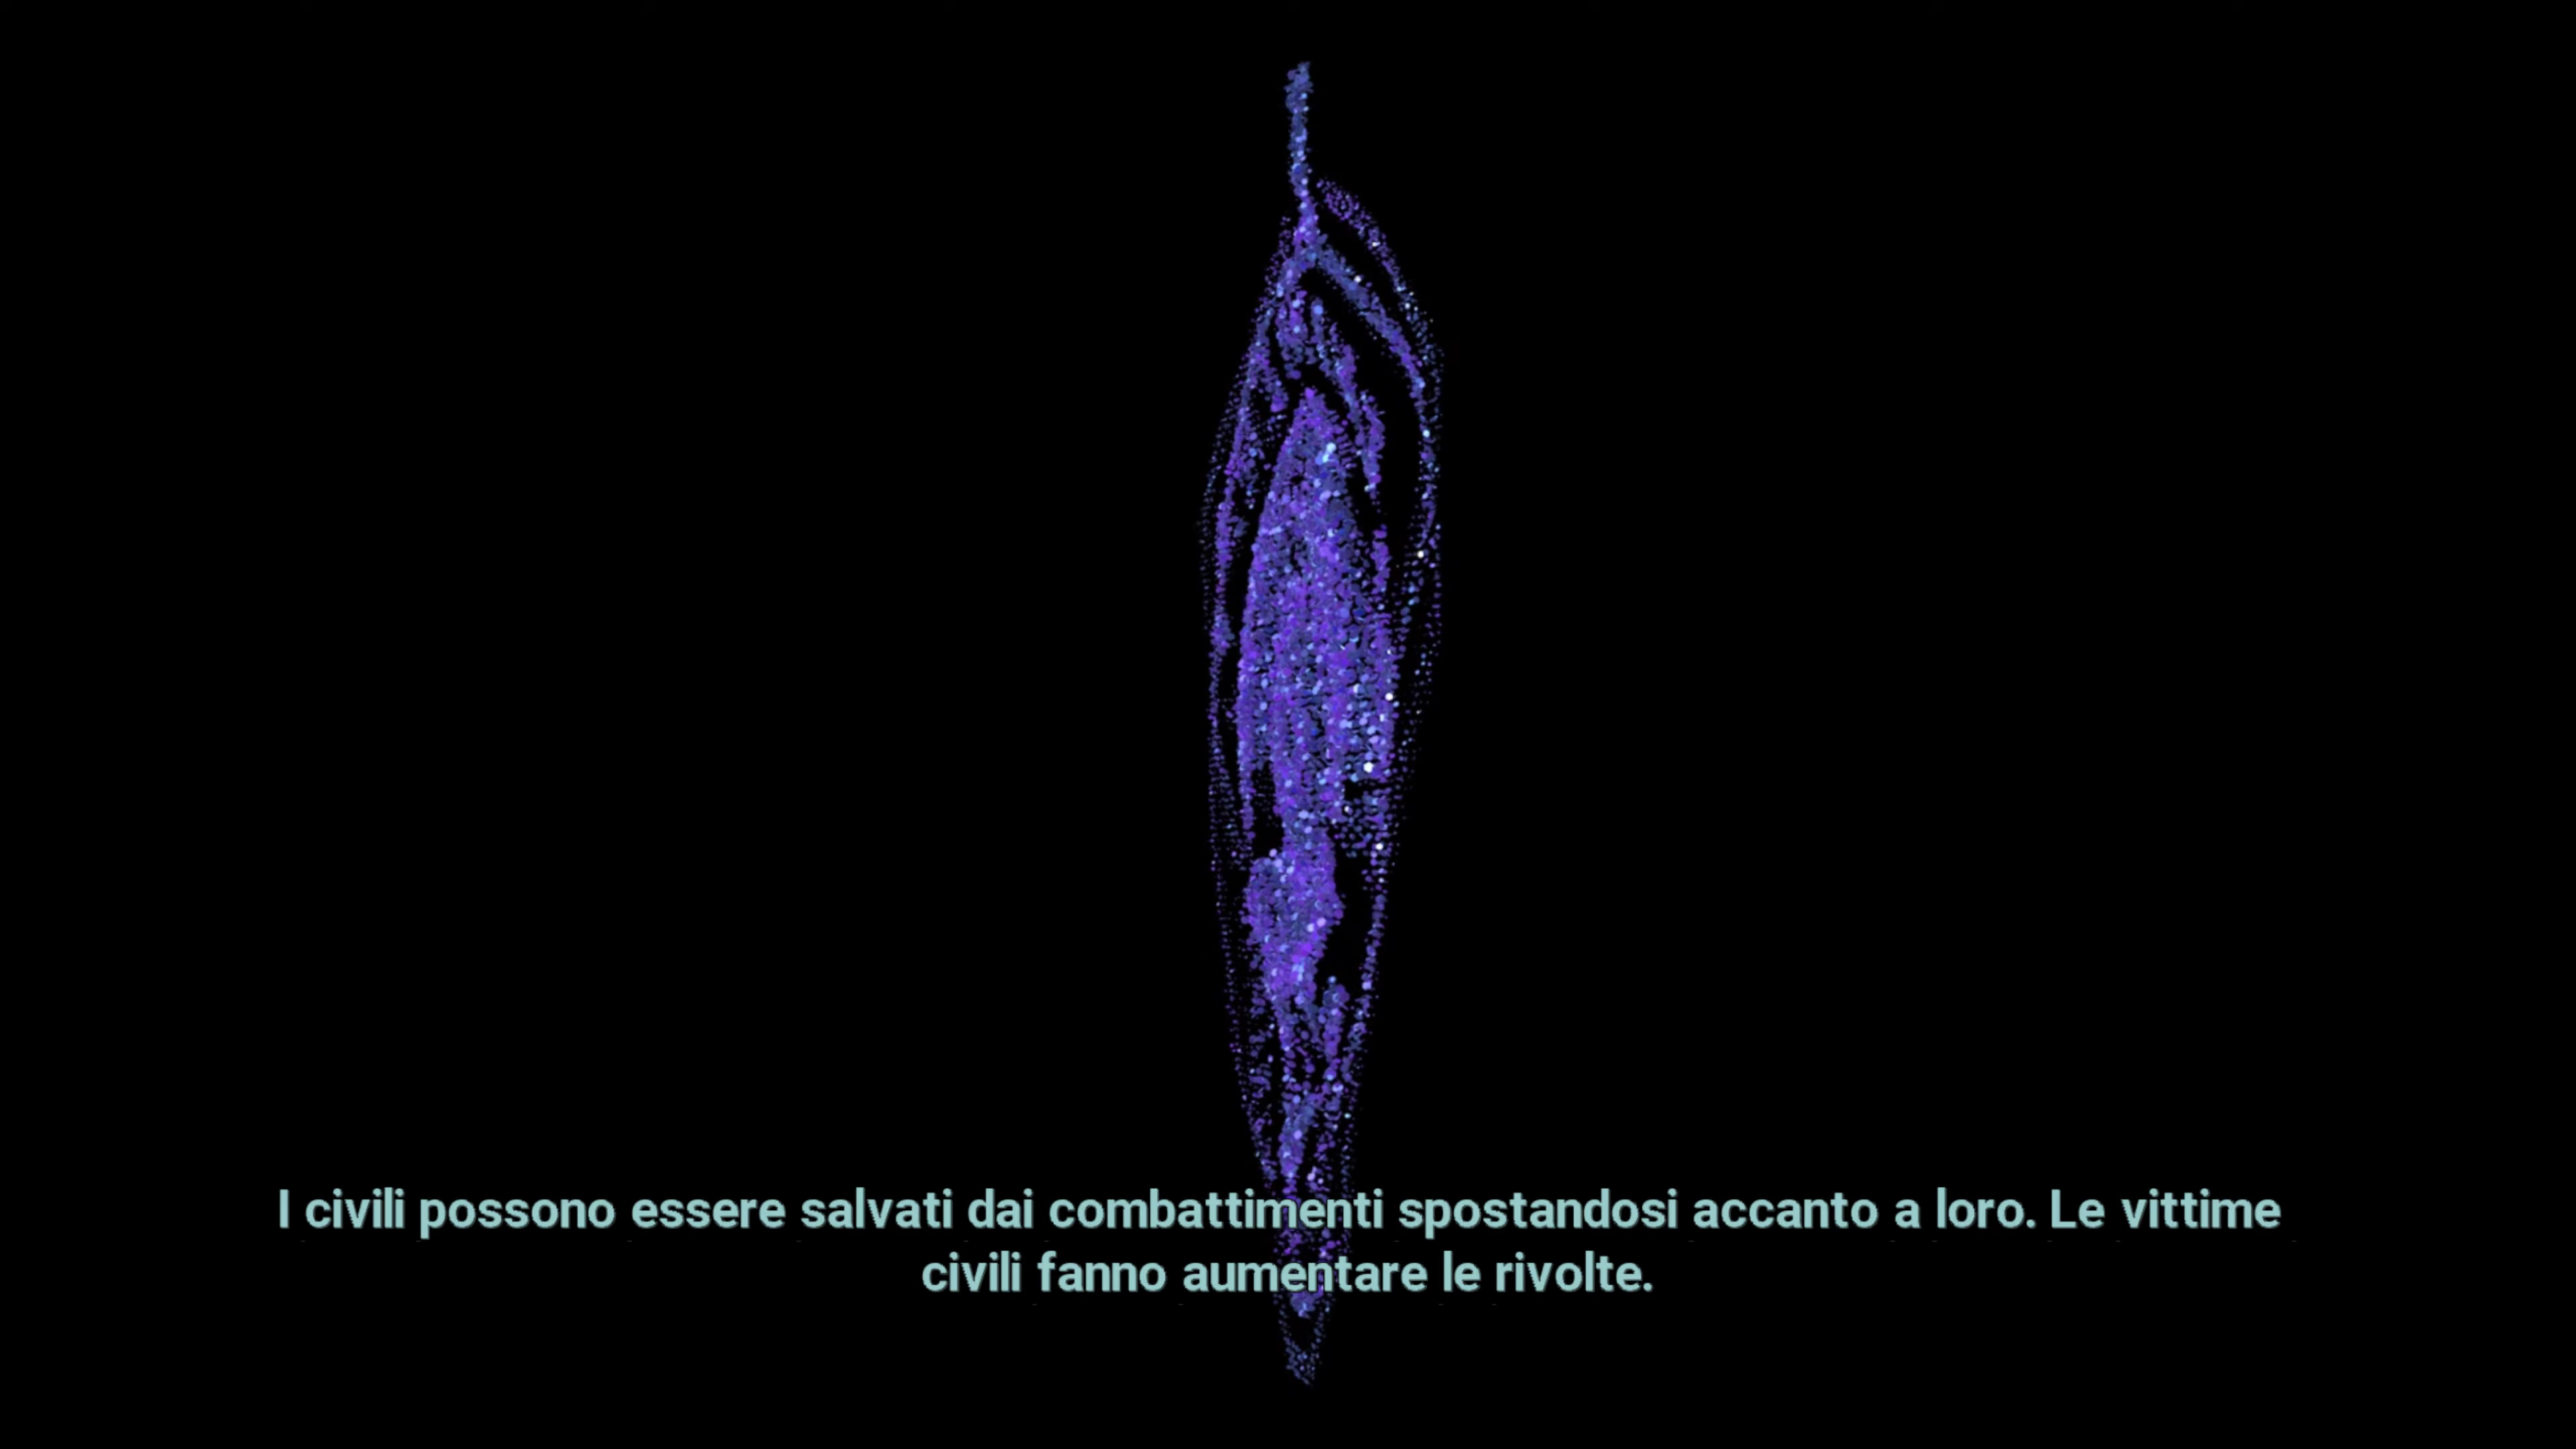 I civili possono essere salvati dai combattimenti spostandosi accanto a loro. Le vittime
civili fanno aumentare le rivolte.